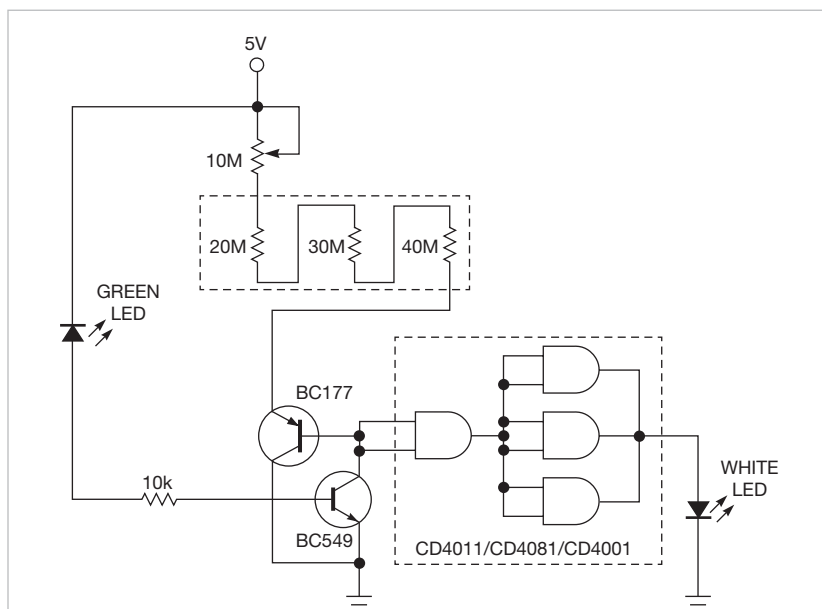 5V
10M
20M
30M
40M
GREEN
LED
BC177
10k
BC549
WHITE
LED
CD4011/CD4081/CD4001